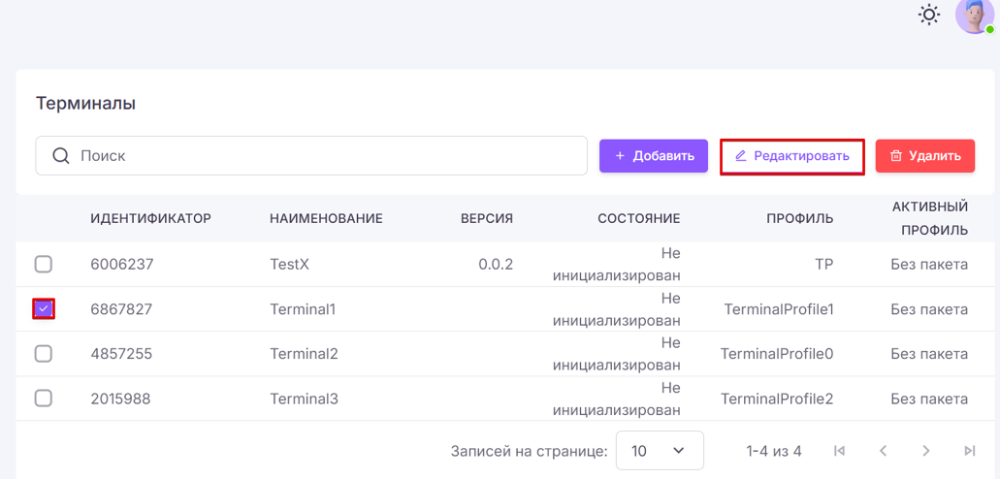 Терминалы
Поиск
+ Добавить
Редактировать
Удалить
ИДЕНТИФИКАТОР НАИМЕНОВАНИЕ ВЕРСИЯ СОСТОЯНИЕ ПРОФИЛЬ АКТИВНЫЙ
ПРОФИЛЬ
6006237 TestX 0.0.2 Не
инициализирован TP Без пакета
6867827 Terminal1 Не
инициализирован TerminalProfile1 Без пакета
4857255 Terminal2 Не
инициализирован TerminalProfile0 Без пакета
2015988 Terminal3 Не
инициализирован TerminalProfile2 Без пакета
Записей на странице: 10 1-4 из 4